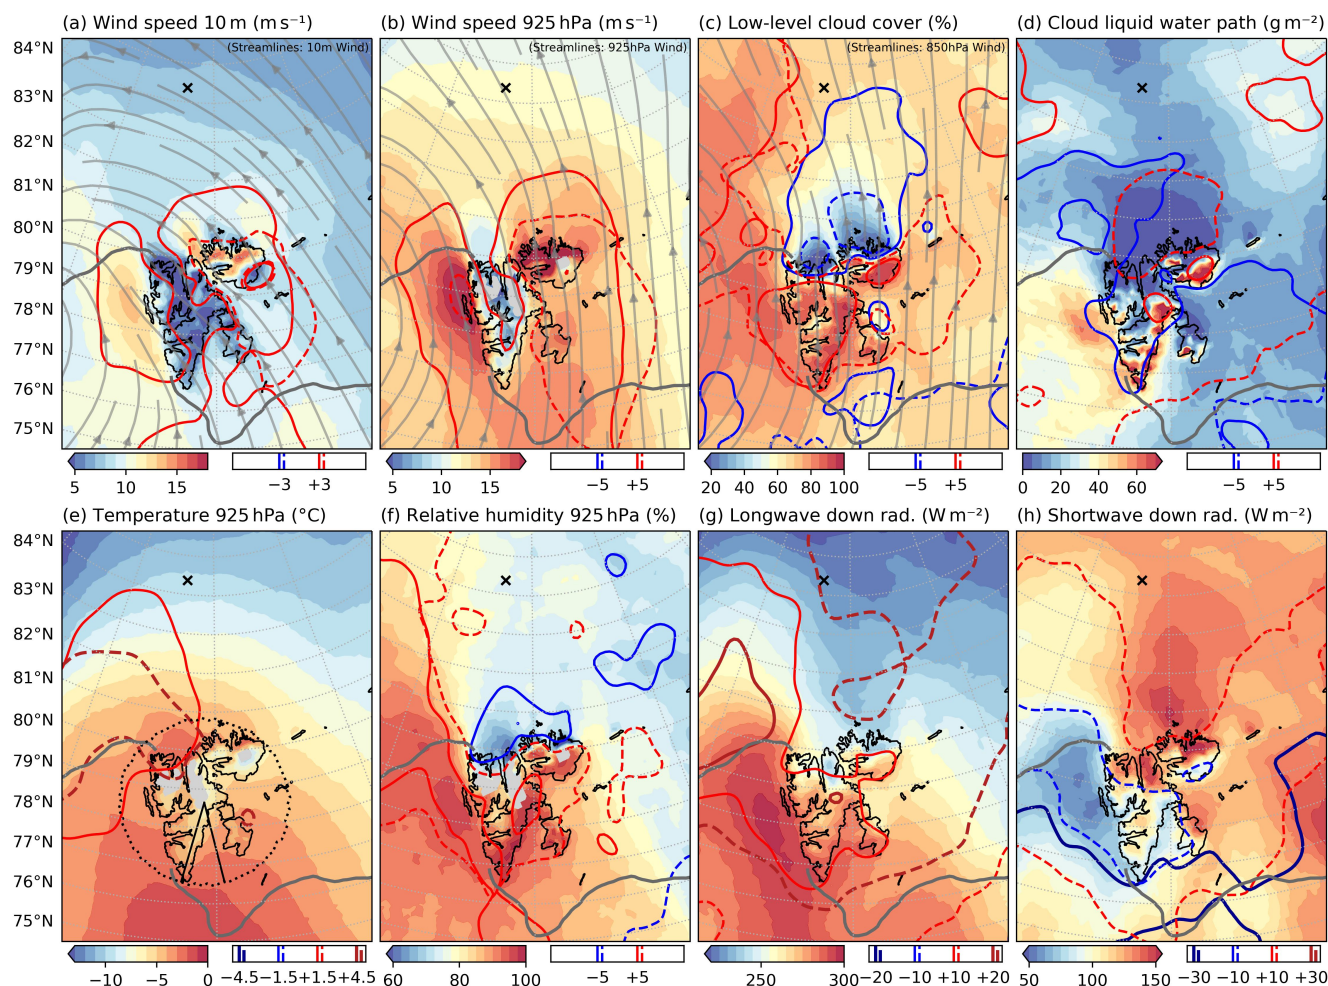 (a) Wind speed 10 m (m s⁻¹)
(b) Wind speed 925 hPa (m s⁻¹)
(c) Low-level cloud cover (%)
(d) Cloud liquid water path (g m⁻²)
(Streamlines: 10m Wind)
(Streamlines: 925hPa Wind)
(Streamlines: 850hPa Wind)
84°N
83°N
82°N
81°N
80°N
79°N
78°N
77°N
76°N
75°N
5 10 15 −3 +3
5 10 15 −5 +5
20 40 60 80 100 −5 +5
0 20 40 60 −5 +5
(e) Temperature 925 hPa (°C)
(f) Relative humidity 925 hPa (%)
(g) Longwave down rad. (W m⁻²)
(h) Shortwave down rad. (W m⁻²)
84°N
83°N
82°N
81°N
80°N
79°N
78°N
77°N
76°N
75°N
−10 −5 0 −4.5 −1.5 +1.5 +4.5
60 80 100 −5 +5
250 300 −20 −10 +10 +20
50 100 150 −30 −10 +10 +30